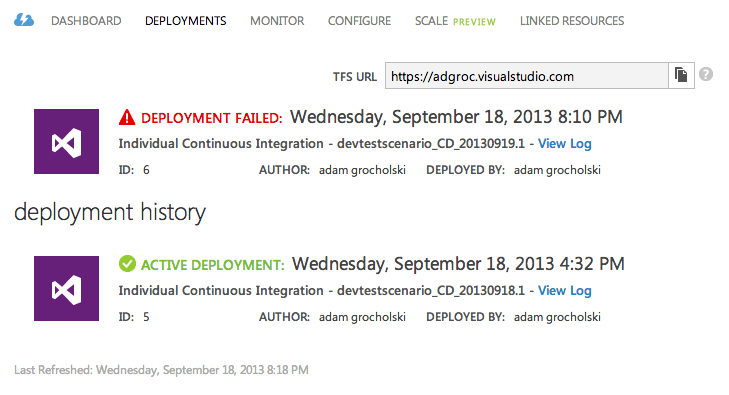 DASHBOARD DEPLOYMENTS MONITOR CONFIGURE SCALE PREVIEW LINKED RESOURCES
TFS URL https://adgroc.visualstudio.com ?
DEPLOYMENT FAILED: Wednesday, September 18, 2013 8:10 PM
Individual Continuous Integration - devtestscenario_CD_20130919.1 - View Log
ID: 6 AUTHOR: adam grocholski DEPLOYED BY: adam grocholski
deployment history
ACTIVE DEPLOYMENT: Wednesday, September 18, 2013 4:32 PM
Individual Continuous Integration - devtestscenario_CD_20130918.1 - View Log
ID: 5 AUTHOR: adam grocholski DEPLOYED BY: adam grocholski
Last Refreshed: Wednesday, September 18, 2013 8:18 PM